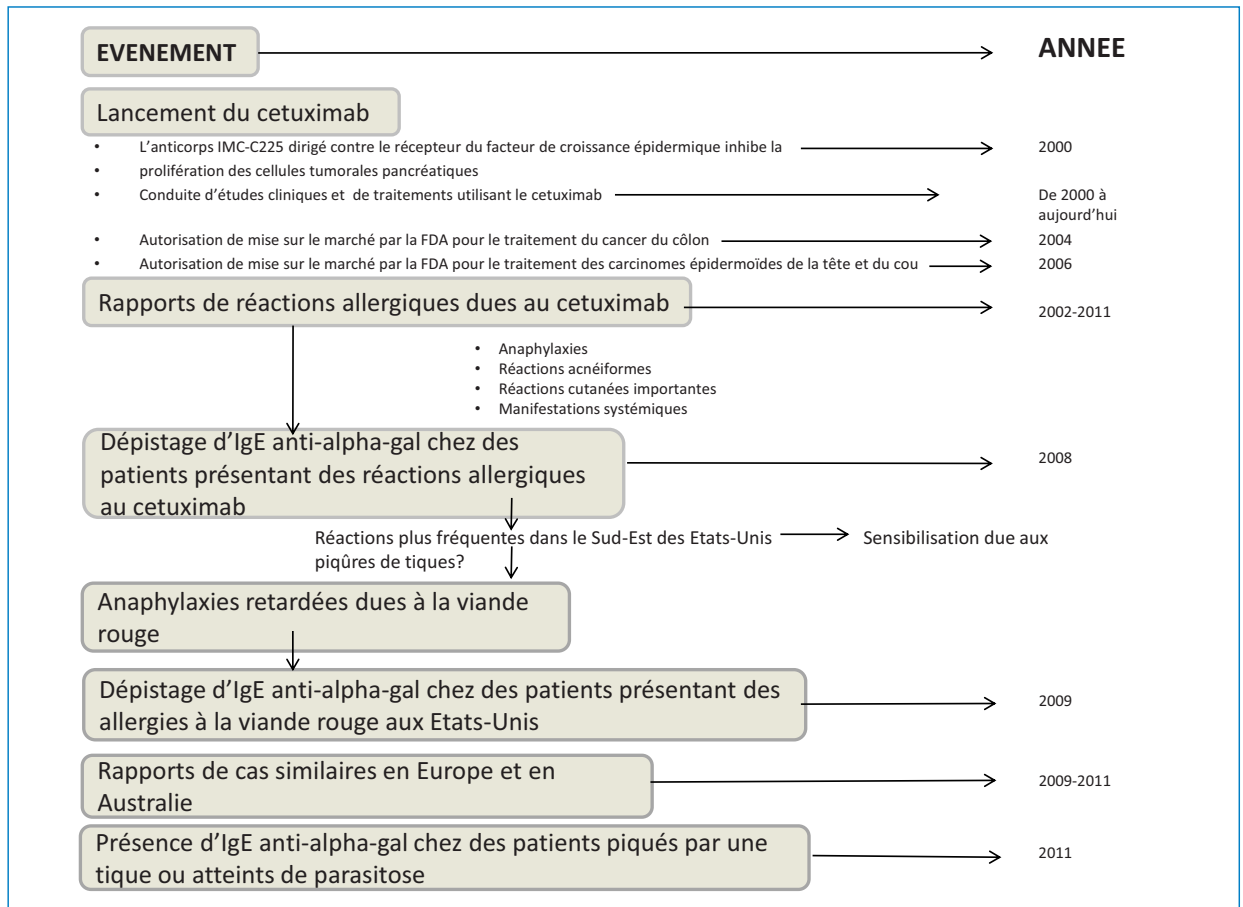 EVENEMENT
ANNEE
Lancement du cetuximab
• L’anticorps IMC-C225 dirigé contre le récepteur du facteur de croissance épidermique inhibe la
2000
• prolifération des cellules tumorales pancréatiques
• Conduite d’études cliniques et de traitements utilisant le cetuximab
De 2000 à
aujourd’hui
• Autorisation de mise sur le marché par la FDA pour le traitement du cancer du côlon
2004
• Autorisation de mise sur le marché par la FDA pour le traitement des carcinomes épidermoïdes de la tête et du cou
2006
Rapports de réactions allergiques dues au cetuximab
2002-2011
• Anaphylaxies
• Réactions acnéiformes
• Réactions cutanées importantes
• Manifestations systémiques
Dépistage d’IgE anti-alpha-gal chez des
patients présentant des réactions allergiques
au cetuximab
2008
Réactions plus fréquentes dans le Sud-Est des Etats-Unis
Sensibilisation due aux
piqûres de tiques?
Anaphylaxies retardées dues à la viande
rouge
Dépistage d’IgE anti-alpha-gal chez des patients présentant des
allergies à la viande rouge aux Etats-Unis
2009
Rapports de cas similaires en Europe et en
Australie
2009-2011
Présence d’IgE anti-alpha-gal chez des patients piqués par une
tique ou atteints de parasitose
2011